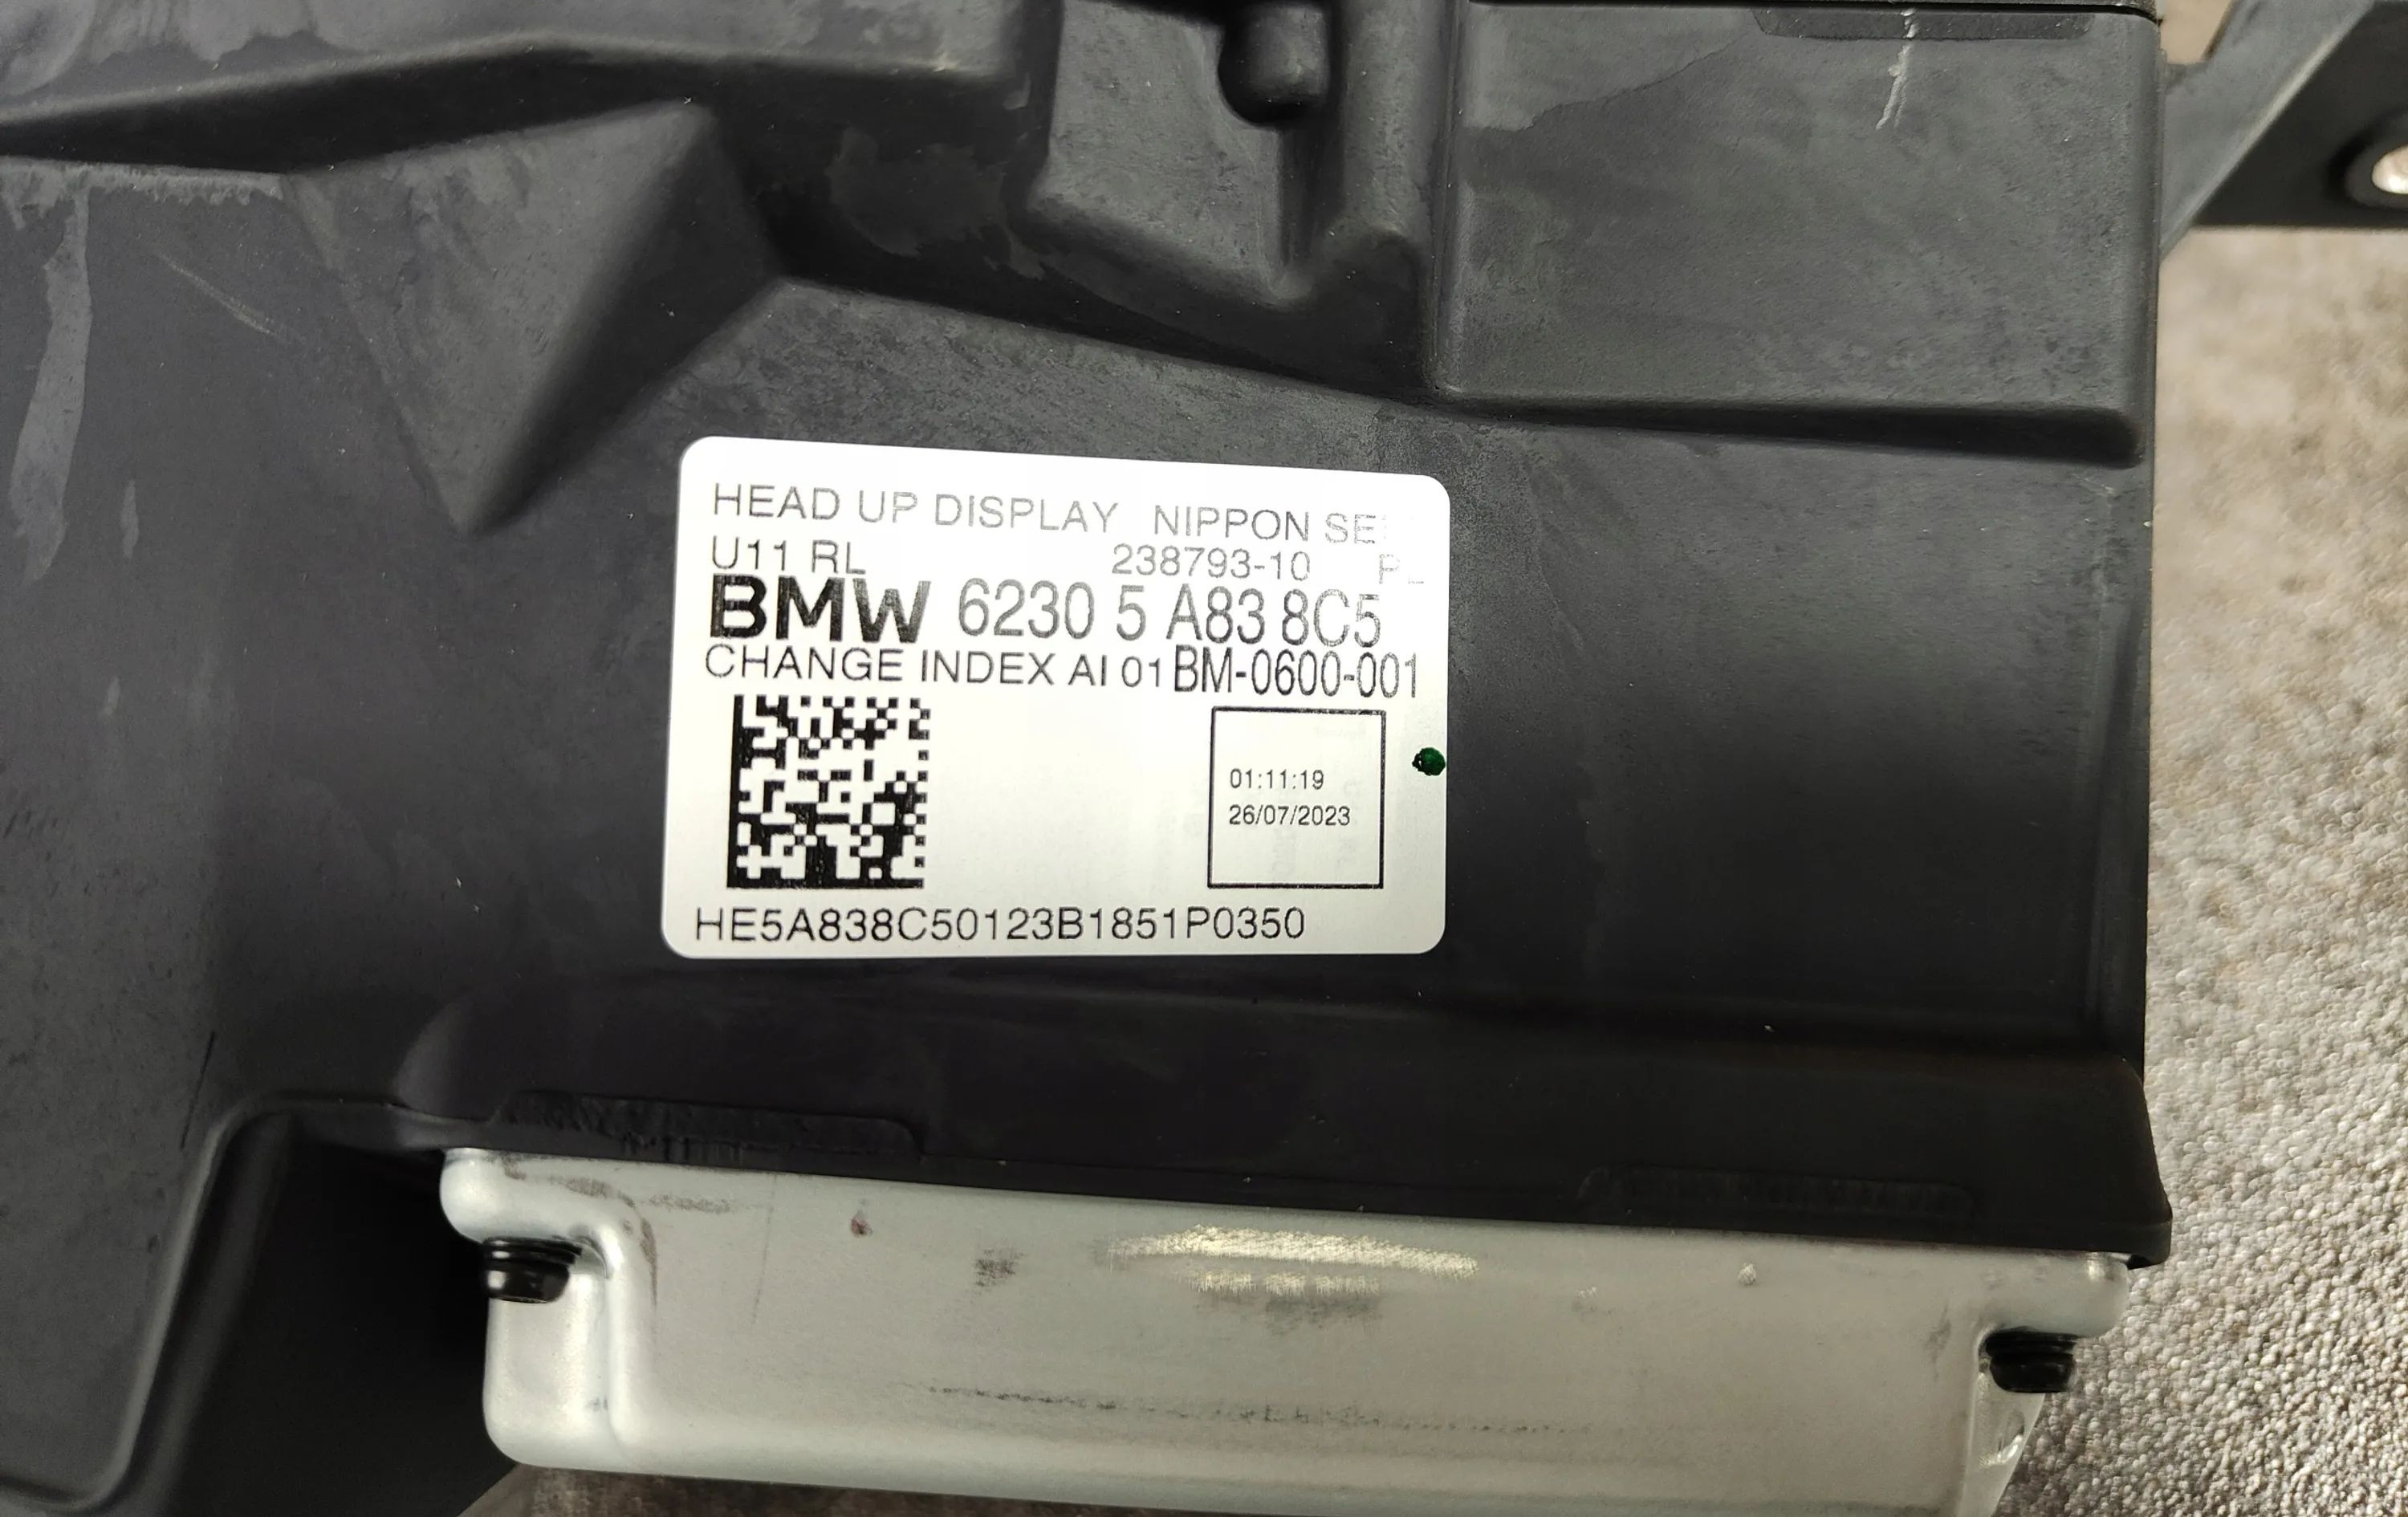 HEAD UP DISPLAY NIPPON
U11 RL 238793-10
BMW 6230 5 A83 8C5
CHANGE INDEX AI 01 BM-0600-001
01:11:19
26/07/2023
HE5A838C50123B1851P0350